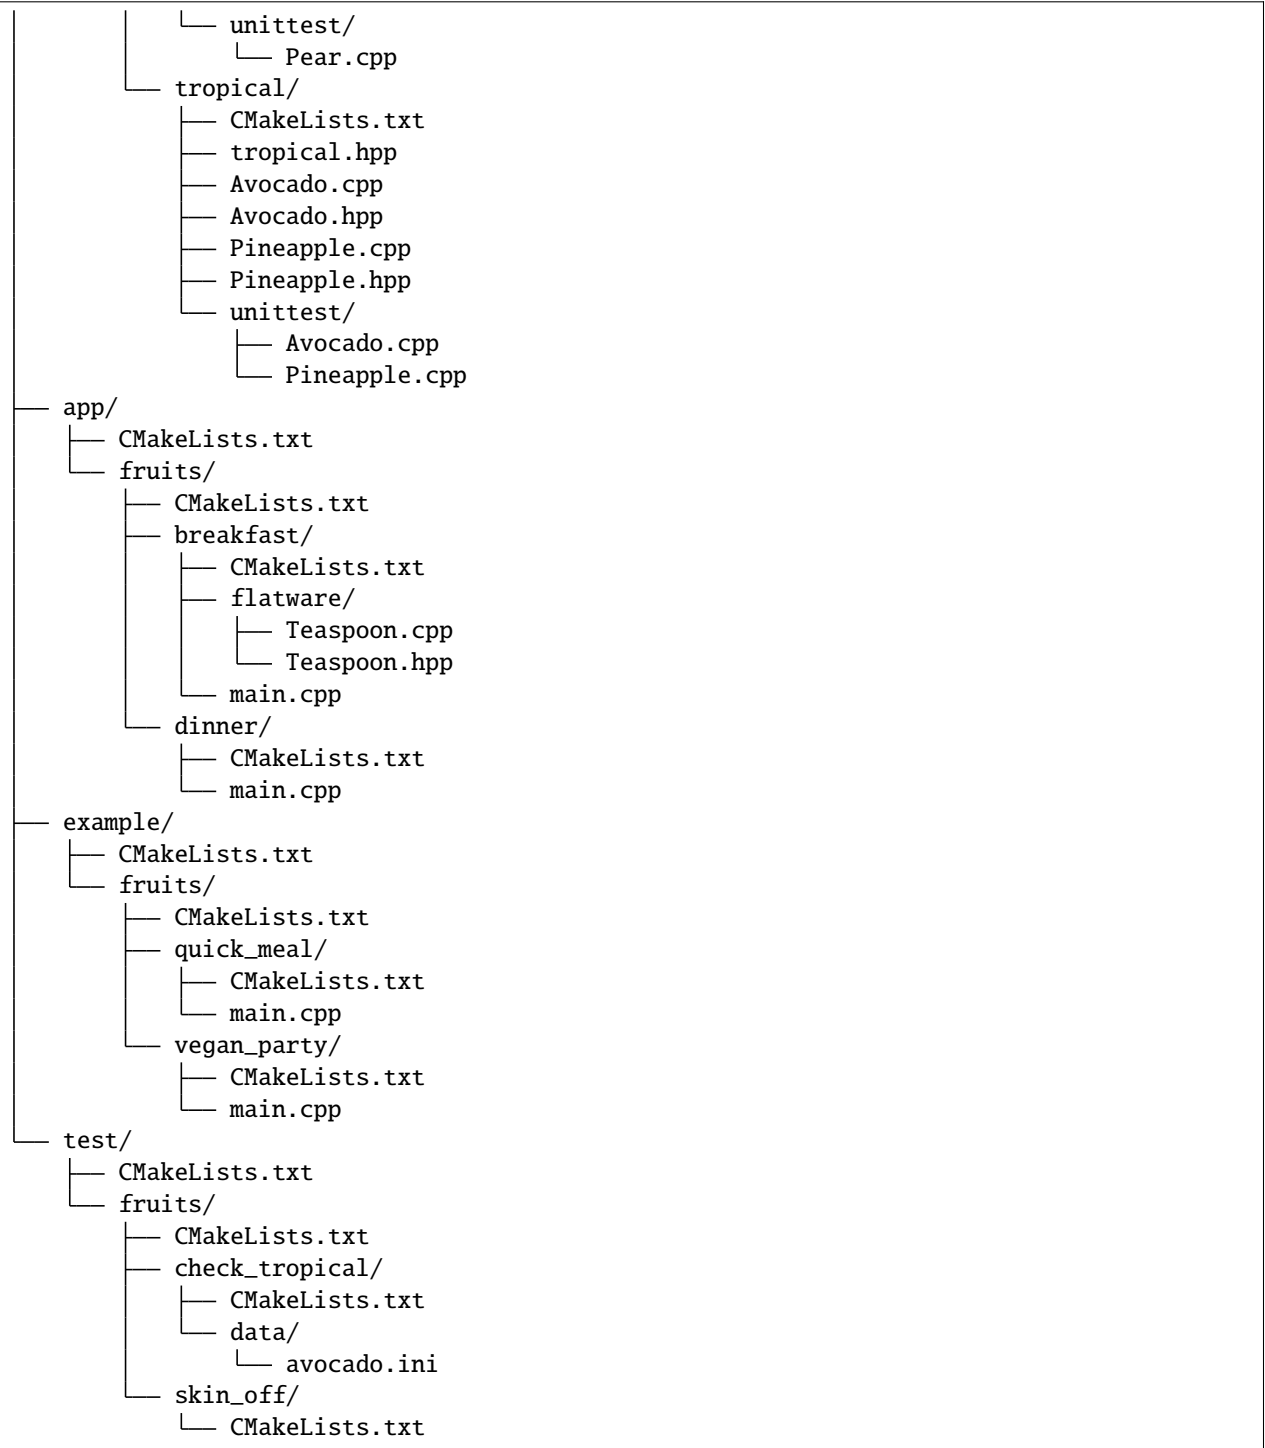 unittest/
Pear.cpp
tropical/
CMakeLists.txt
tropical.hpp
Avocado.cpp
Avocado.hpp
Pineapple.cpp
Pineapple.hpp
unittest/
Avocado.cpp
Pineapple.cpp
app/
CMakeLists.txt
fruits/
CMakeLists.txt
breakfast/
CMakeLists.txt
flatware/
Teaspoon.cpp
Teaspoon.hpp
main.cpp
dinner/
CMakeLists.txt
main.cpp
example/
CMakeLists.txt
fruits/
CMakeLists.txt
quick_meal/
CMakeLists.txt
main.cpp
vegan_party/
CMakeLists.txt
main.cpp
test/
CMakeLists.txt
fruits/
CMakeLists.txt
check_tropical/
CMakeLists.txt
data/
avocado.ini
skin_off/
CMakeLists.txt